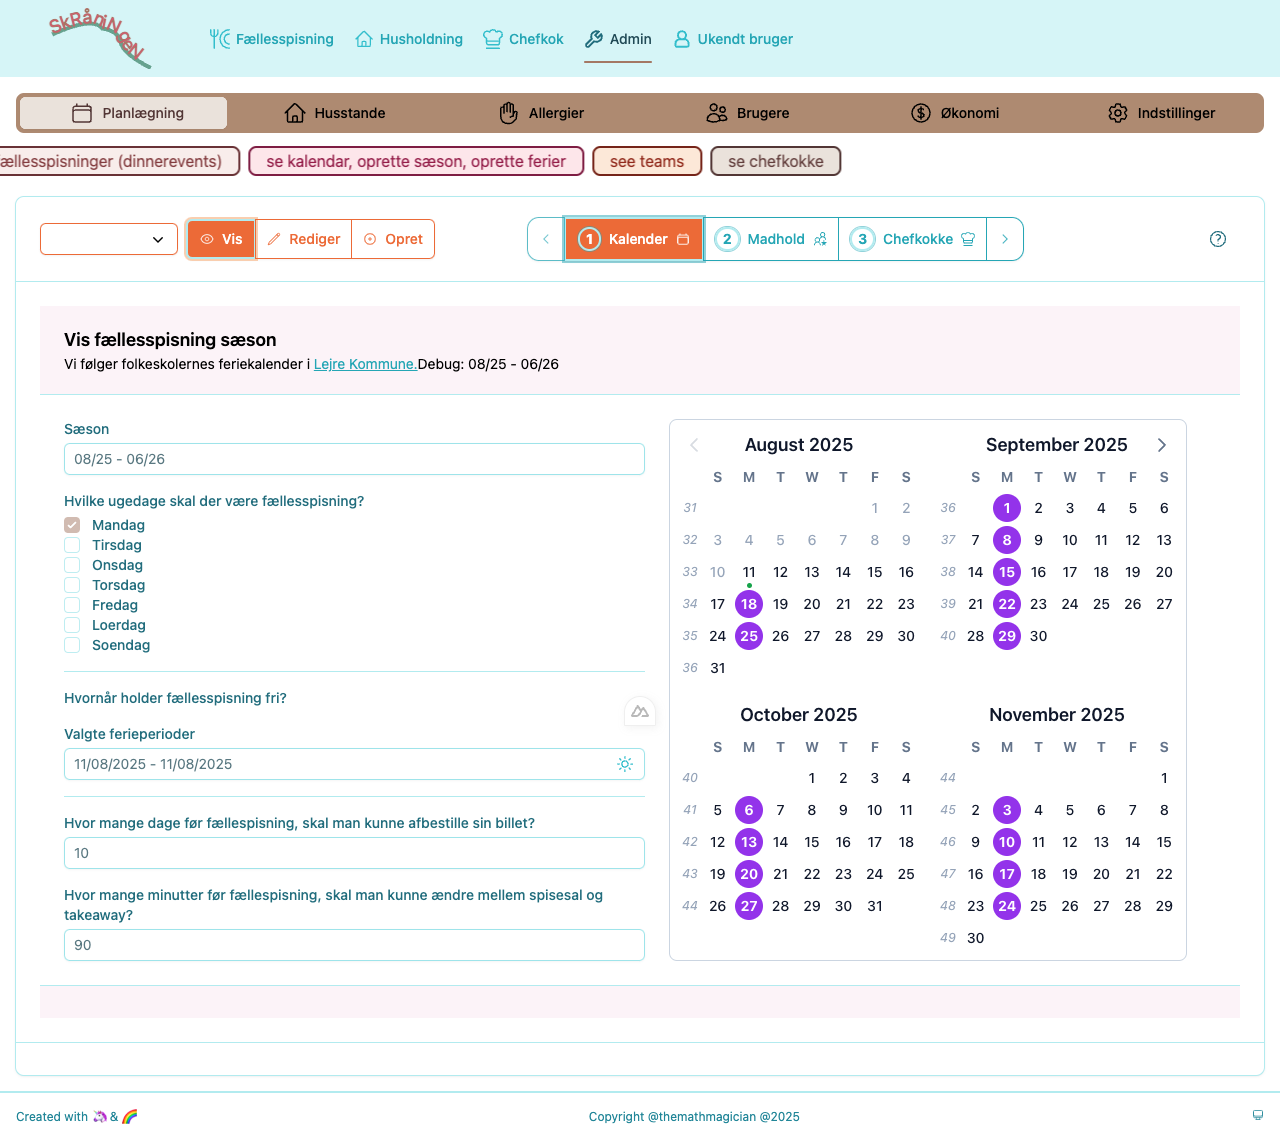 SkRåniNgeN
Fællesspisning Husholdning Chefkok Admin Ukendt bruger
Planlægning Husstande Allergier Brugere Økonomi Indstillinger
ællesspisninger (dinnerevents) se kalendar, oprette sæson, oprette ferier see teams se chefkokke
Vis Rediger Opret 1 Kalender 2 Madhold 3 Chefkokke
Vis fællesspisning sæson
Vi følger folkeskolernes feriekalender i Lejre Kommune.Debug: 08/25 - 06/26
Sæson
08/25 - 06/26
Hvilke ugedage skal der være fællesspisning?
Mandag
Tirsdag
Onsdag
Torsdag
Fredag
Loerdag
Soendag
Hvornår holder fællesspisning fri?
Valgte ferieperioder
11/08/2025 - 11/08/2025
Hvor mange dage før fællespisning, skal man kunne afbestille sin billet?
10
Hvor mange minutter før fællespisning, skal man kunne ændre mellem spisesal og
takeaway?
90
August 2025
S M T W T F S
31 1 2
32 3 4 5 6 7 8 9
33 10 11 12 13 14 15 16
34 17 18 19 20 21 22 23
35 24 25 26 27 28 29 30
36 31
September 2025
S M T W T F S
36 1 2 3 4 5 6
37 7 8 9 10 11 12 13
38 14 15 16 17 18 19 20
39 21 22 23 24 25 26 27
40 28 29 30
October 2025
S M T W T F S
40 1 2 3 4
41 5 6 7 8 9 10 11
42 12 13 14 15 16 17 18
43 19 20 21 22 23 24 25
44 26 27 28 29 30 31
November 2025
S M T W T F S
44 1
45 2 3 4 5 6 7 8
46 9 10 11 12 13 14 15
47 16 17 18 19 20 21 22
48 23 24 25 26 27 28 29
49 30
Created with 🦄 & 🌈 Copyright @themathmagician @2025